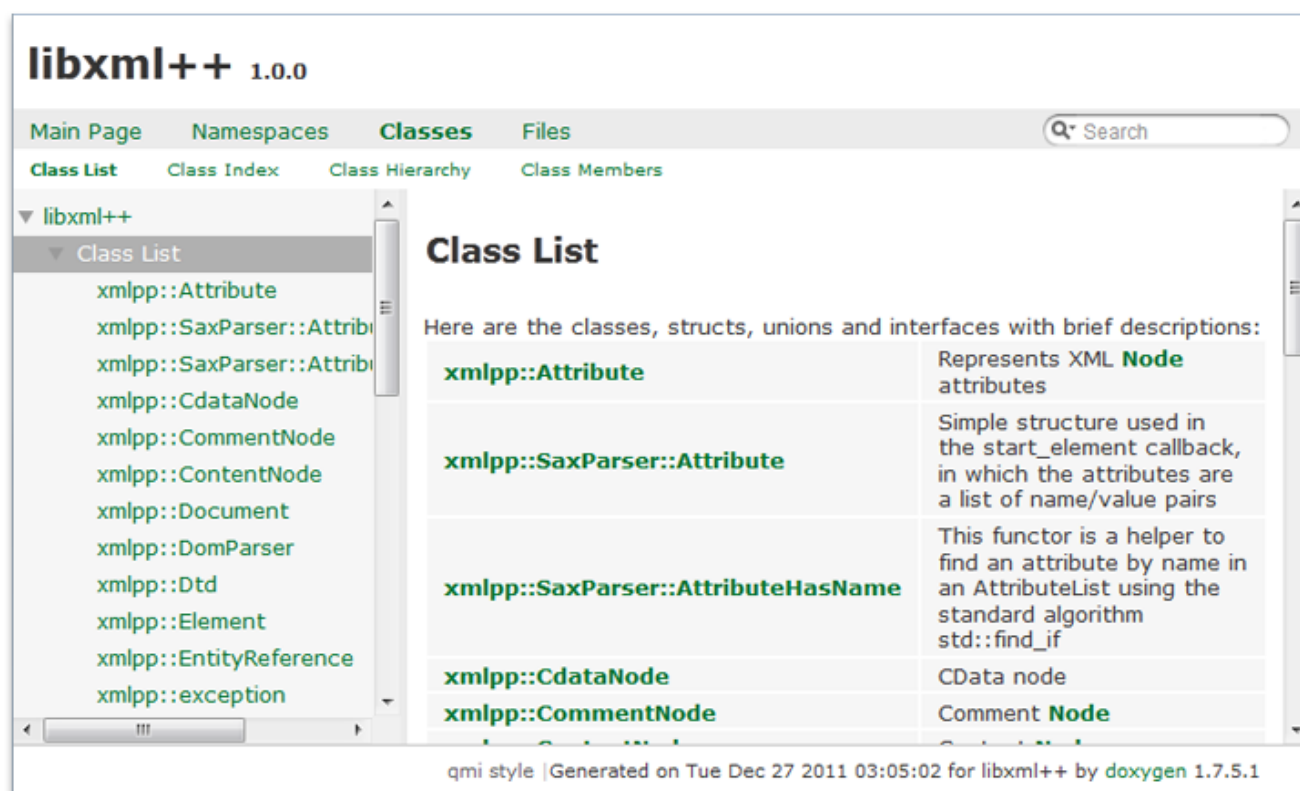 libxml++ 1.0.0
Main Page Namespaces Classes Files Search
Class List Class Index Class Hierarchy Class Members
libxml++
Class List
xmlpp::Attribute
xmlpp::SaxParser::Attribu
xmlpp::SaxParser::Attribu
xmlpp::CdataNode
xmlpp::CommentNode
xmlpp::ContentNode
xmlpp::Document
xmlpp::DomParser
xmlpp::Dtd
xmlpp::Element
xmlpp::EntityReference
xmlpp::exception
Class List
Here are the classes, structs, unions and interfaces with brief descriptions:
xmlpp::Attribute
Represents XML Node
attributes
xmlpp::SaxParser::Attribute
Simple structure used in
the start_element callback,
in which the attributes are
a list of name/value pairs
xmlpp::SaxParser::AttributeHasName
This functor is a helper to
find an attribute by name in
an AttributeList using the
standard algorithm
std::find_if
xmlpp::CdataNode
CData node
xmlpp::CommentNode
Comment Node
qmi style |Generated on Tue Dec 27 2011 03:05:02 for libxml++ by doxygen 1.7.5.1